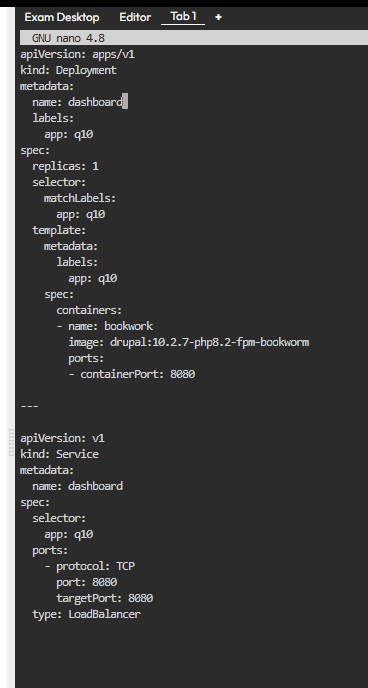 Exam Desktop Editor Tab 1 +
GNU nano 4.8
apiVersion: apps/v1
kind: Deployment
metadata:
  name: dashboard
  labels:
    app: q10
spec:
  replicas: 1
  selector:
    matchLabels:
      app: q10
  template:
    metadata:
      labels:
        app: q10
    spec:
      containers:
      - name: bookwork
        image: drupal:10.2.7-php8.2-fpm-bookworm
        ports:
        - containerPort: 8080
---
apiVersion: v1
kind: Service
metadata:
  name: dashboard
spec:
  selector:
    app: q10
  ports:
    - protocol: TCP
      port: 8080
      targetPort: 8080
  type: LoadBalancer